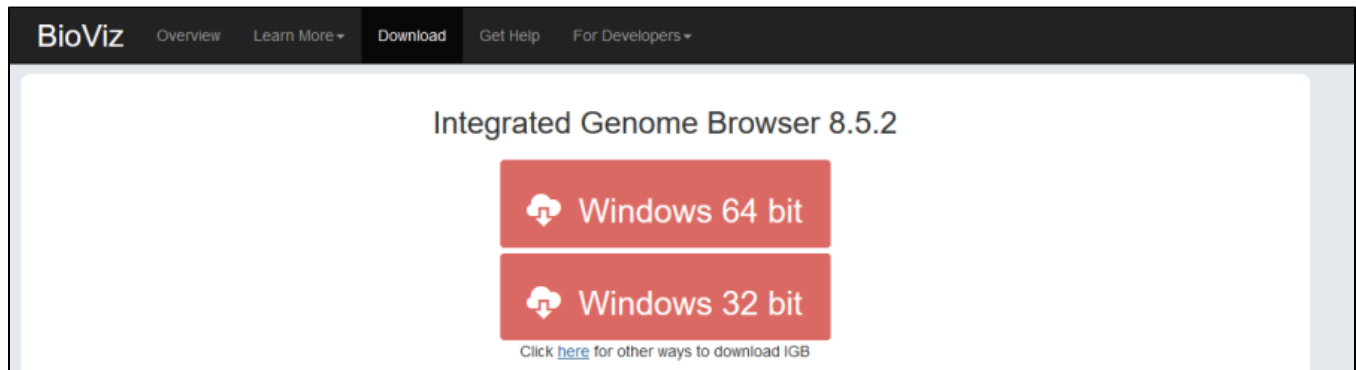 BioViz Overview Learn More Download Get Help For Developers
Integrated Genome Browser 8.5.2
Windows 64 bit
Windows 32 bit
Click here for other ways to download IGB